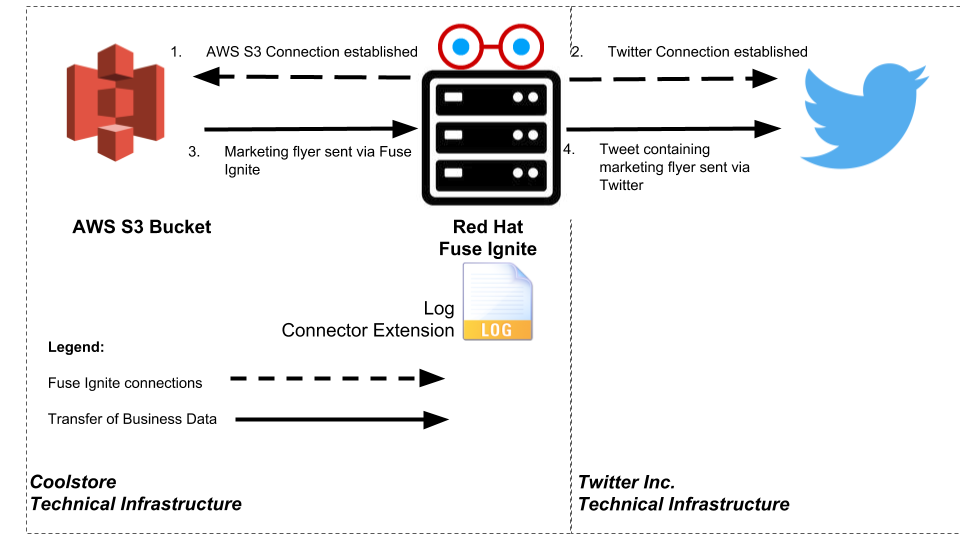 1. AWS S3 Connection established
2. Twitter Connection established
3. Marketing flyer sent via Fuse
Ignite
4. Tweet containing
marketing flyer sent via
Twitter
AWS S3 Bucket
Red Hat
Fuse Ignite
Log
Connector Extension
LOG
Legend:
Fuse Ignite connections
Transfer of Business Data
Coolstore
Technical Infrastructure
Twitter Inc.
Technical Infrastructure